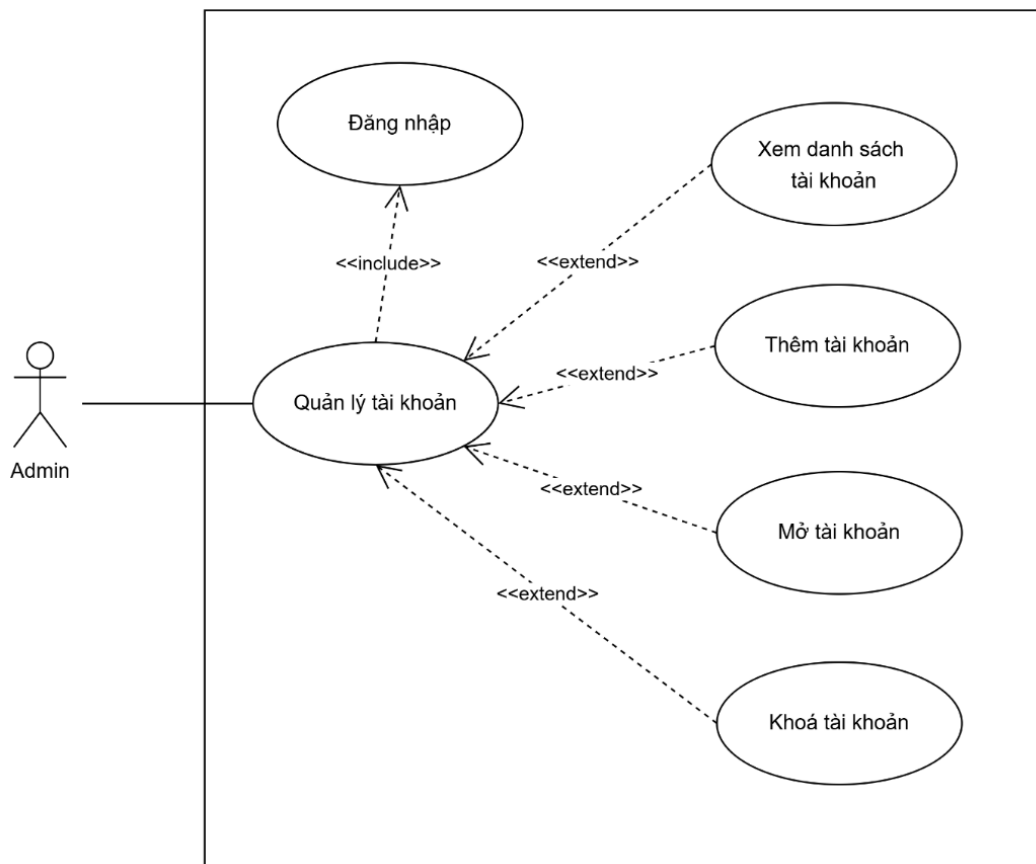 Đăng nhập
Xem danh sách
tài khoản
<<include>>
<<extend>>
Thêm tài khoản
<<extend>>
Quản lý tài khoản
Admin
<<extend>>
Mở tài khoản
<<extend>>
Khoá tài khoản